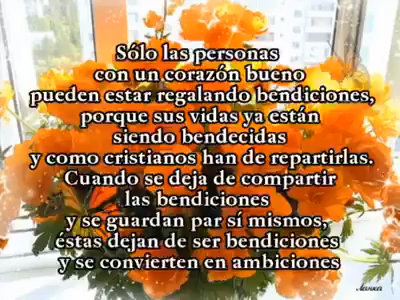 Sólo las personas
con un corazón bueno
pueden estar regalando bendiciones,
porque sus vidas ya están
siendo bendecidas
y como cristianos han de repartirlas.
Cuando se deja de compartir
las bendiciones
y se guardan par sí mismos,
éstas dejan de ser bendiciones
y se convierten en ambiciones